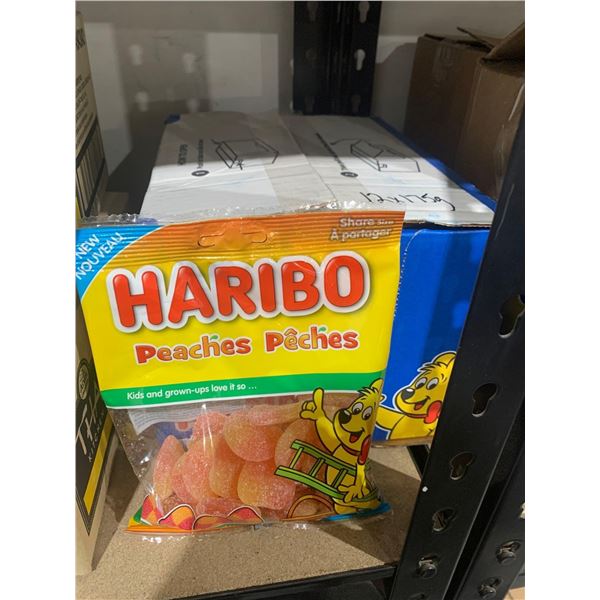 NEW
NOUVEAU
Share Size
À partager
HARIBO
Peaches Pêches
Kids and grown-ups love it so ...